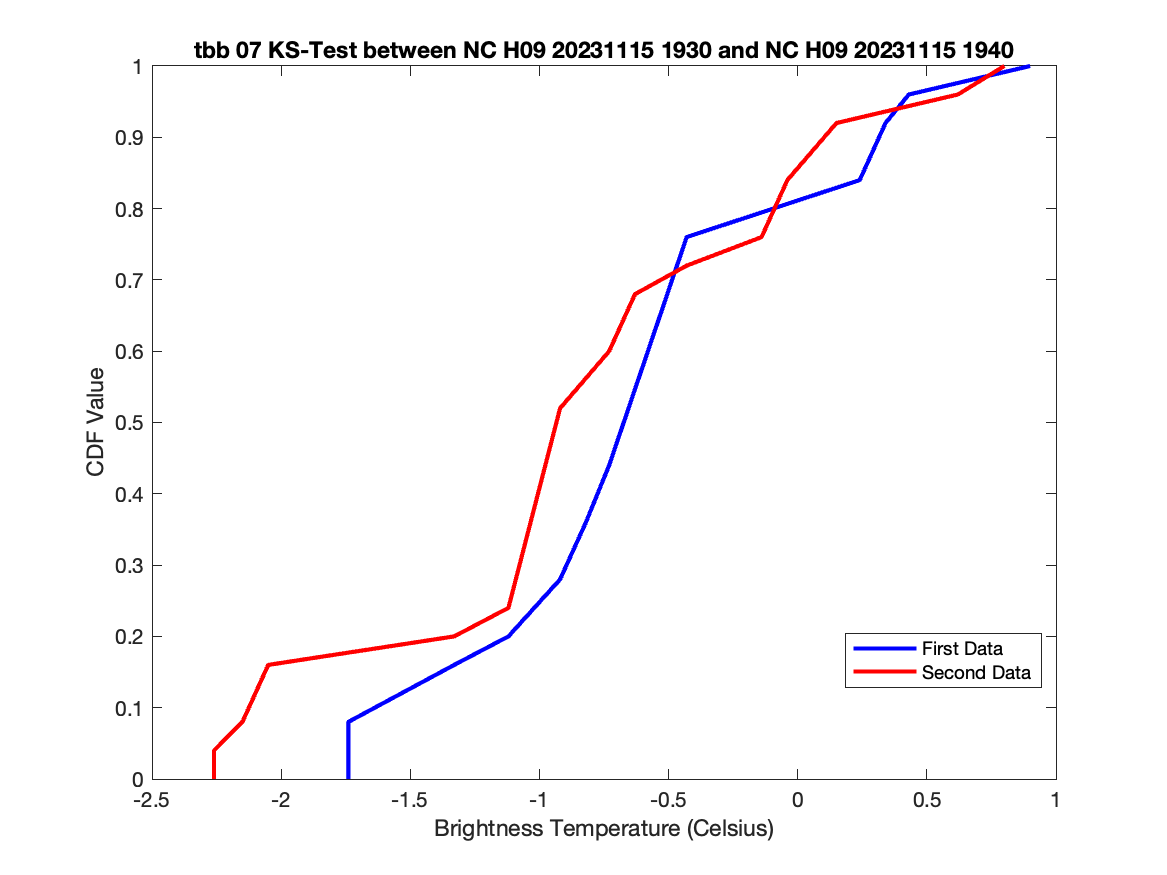 tbb 07 KS-Test between NC H09 20231115 1930 and NC H09 20231115 1940
1
0.9
0.8
0.7
0.6
0.5
0.4
0.3
0.2
0.1
0
CDF Value
First Data
Second Data
-2.5 -2 -1.5 -1 -0.5 0 0.5 1
Brightness Temperature (Celsius)